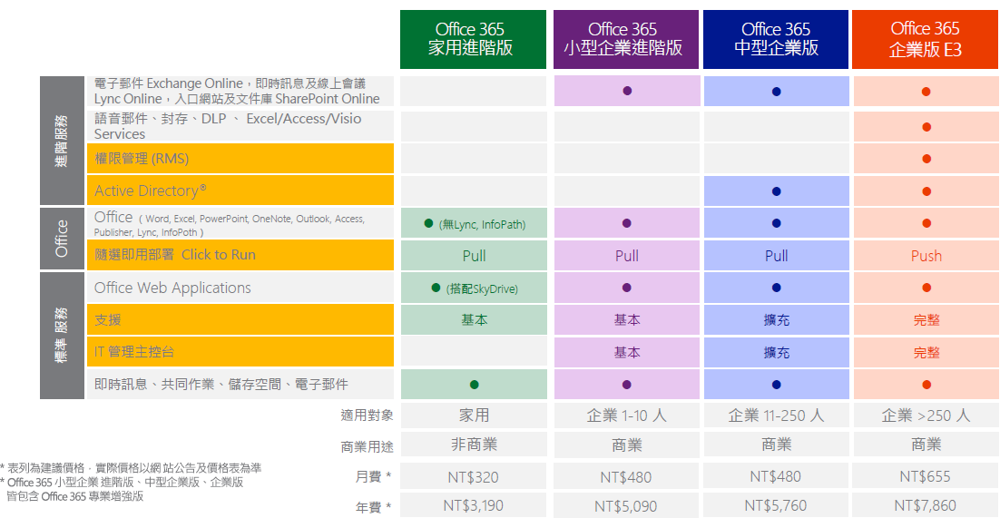 Office 365
家用進階版
Office 365
小型企業進階版
Office 365
中型企業版
Office 365
企業版 E3
進階服務
電子郵件 Exchange Online，即時訊息及線上會議
Lync Online，入口網站及文件庫 SharePoint Online
● ● ●
語音郵件、封存、DLP 、 Excel/Access/Visio
Services
●
權限管理 (RMS)
●
Active Directory®
● ●
Office
Office （ Word, Excel, PowerPoint, OneNote, Outlook, Access,
Publisher, Lync, InfoPoth ）
● (無Lync, InfoPath) ● ● ●
隨選即用部署 Click to Run Pull Pull Pull Push
標準 服務
Office Web Applications ● (搭配SkyDrive) ● ● ●
支援 基本 基本 擴充 完整
IT 管理主控台 基本 擴充 完整
即時訊息、共同作業、儲存空間、電子郵件 ● ● ● ●
適用對象 家用 企業 1-10 人 企業 11-250 人 企業 >250 人
商業用途 非商業 商業 商業 商業
月費 * NT$320 NT$480 NT$480 NT$655
年費 * NT$3,190 NT$5,090 NT$5,760 NT$7,860
* 表列為建議價格．實際價格以網 站公告及價格表為準
* Office 365 小型企業 進階版、中型企業版、企業版
皆包含 Office 365 專業增強版